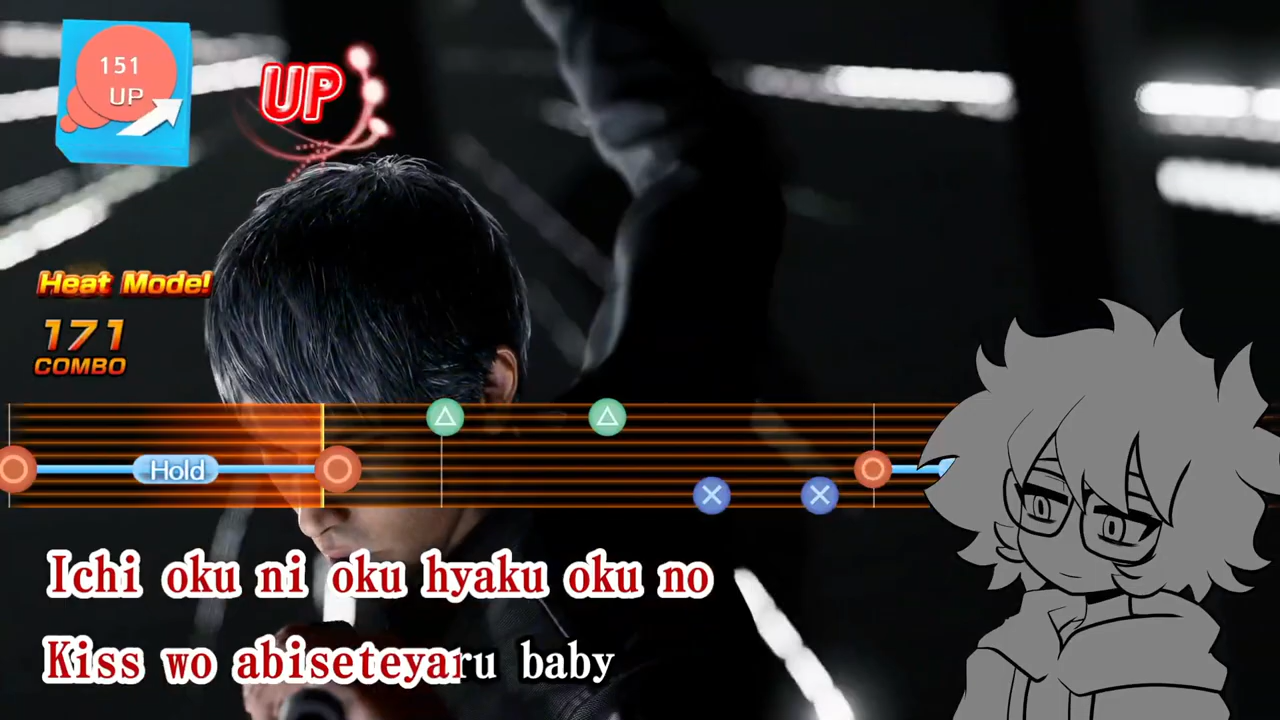 151
UP
UP
Heat Mode!
171
COMBO
Hold
Ichi oku ni oku hyaku oku no
Kiss wo abiseteyaru baby